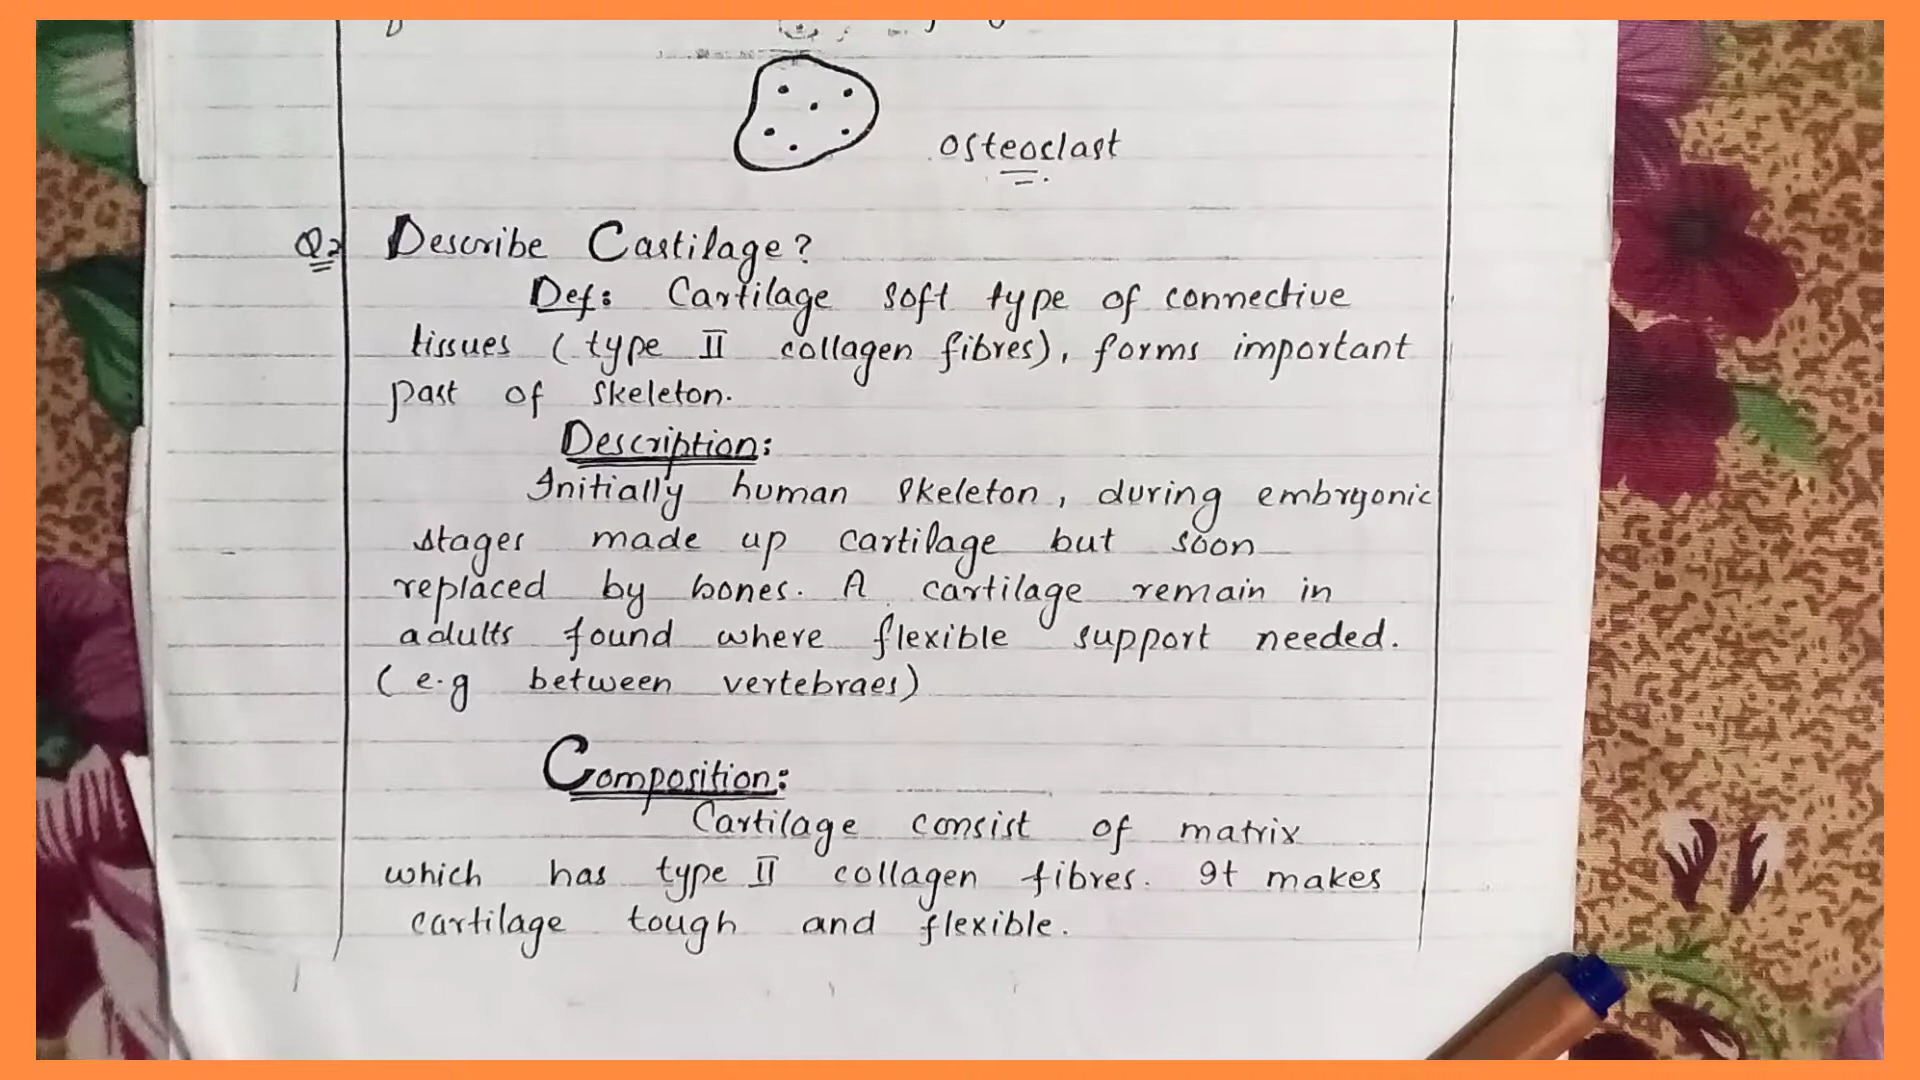 osteoclast
Q2 Describe Cartilage?
Def: Cartilage soft type of connective
tissues (type II collagen fibres), forms important
part of skeleton.
Description:
Initially human skeleton, during embryonic
stages made up cartilage but soon
replaced by bones. A cartilage remain in
adults found where flexible support needed.
(e.g between vertebraes)
Composition:
Cartilage consist of matrix
which has type II collagen fibres. It makes
cartilage tough and flexible.